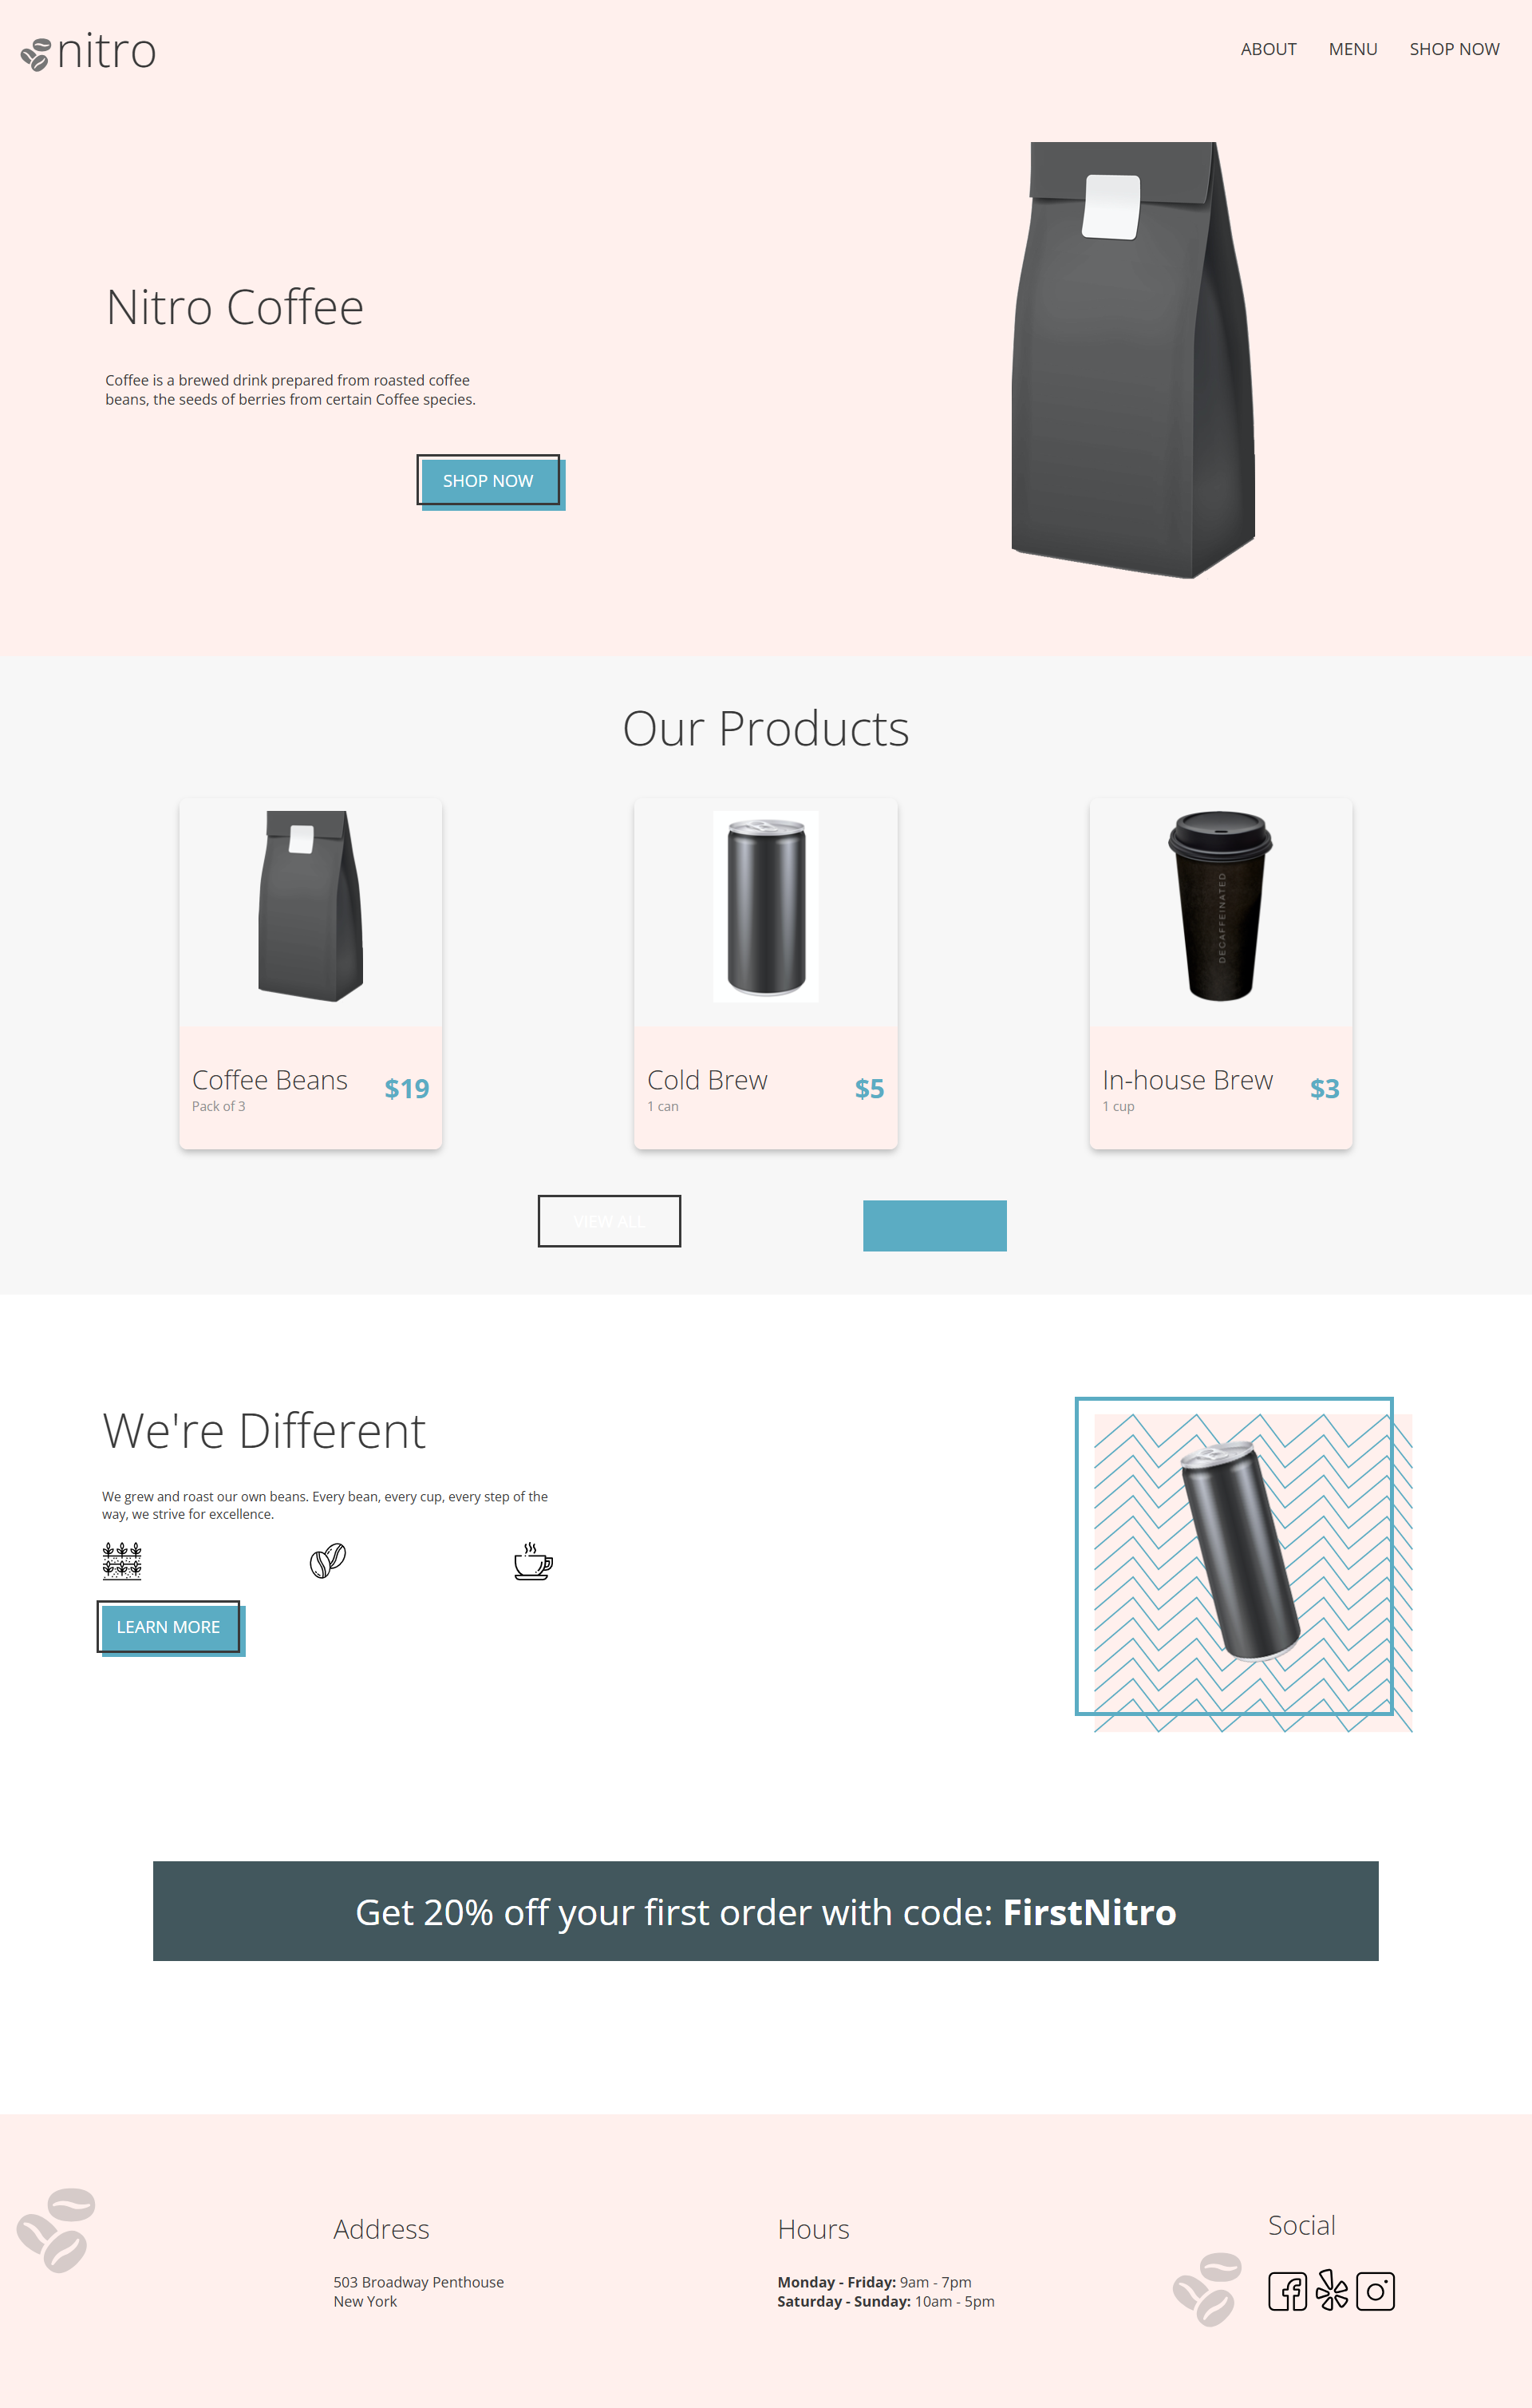 nitro
ABOUT MENU SHOP NOW
Nitro Coffee
Coffee is a brewed drink prepared from roasted coffee
beans, the seeds of berries from certain Coffee species.
SHOP NOW
Our Products
DECAFFEINATED
Coffee Beans
Pack of 3
$19
Cold Brew
1 can
$5
In-house Brew
1 cup
$3
VIEW ALL
We're Different
We grew and roast our own beans. Every bean, every cup, every step of the
way, we strive for excellence.
LEARN MORE
Get 20% off your first order with code: FirstNitro
Address
503 Broadway Penthouse
New York
Hours
Monday - Friday: 9am - 7pm
Saturday - Sunday: 10am - 5pm
Social